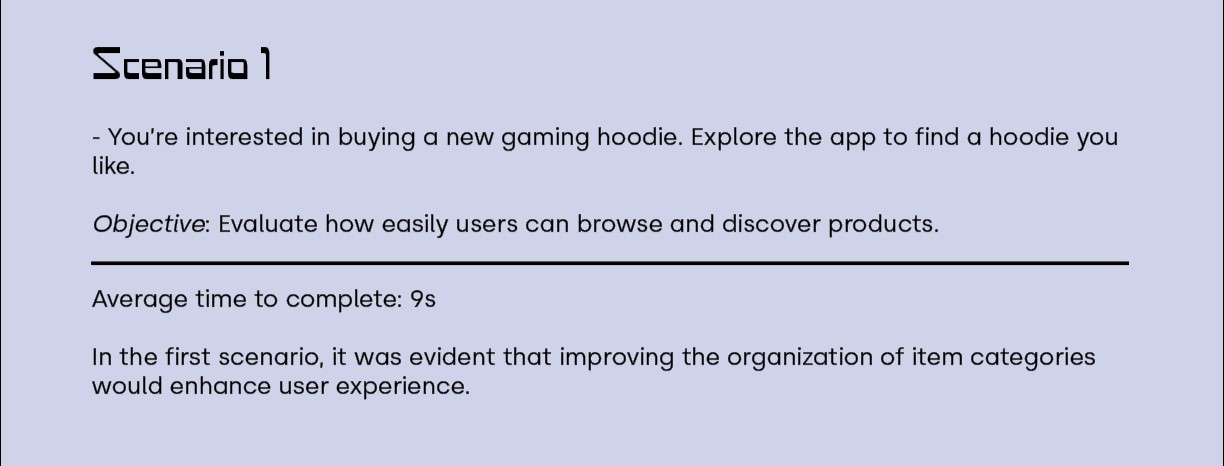 Scenario 1
- You're interested in buying a new gaming hoodie. Explore the app to find a hoodie you
like.
Objective: Evaluate how easily users can browse and discover products.
Average time to complete: 9s
In the first scenario, it was evident that improving the organization of item categories
would enhance user experience.